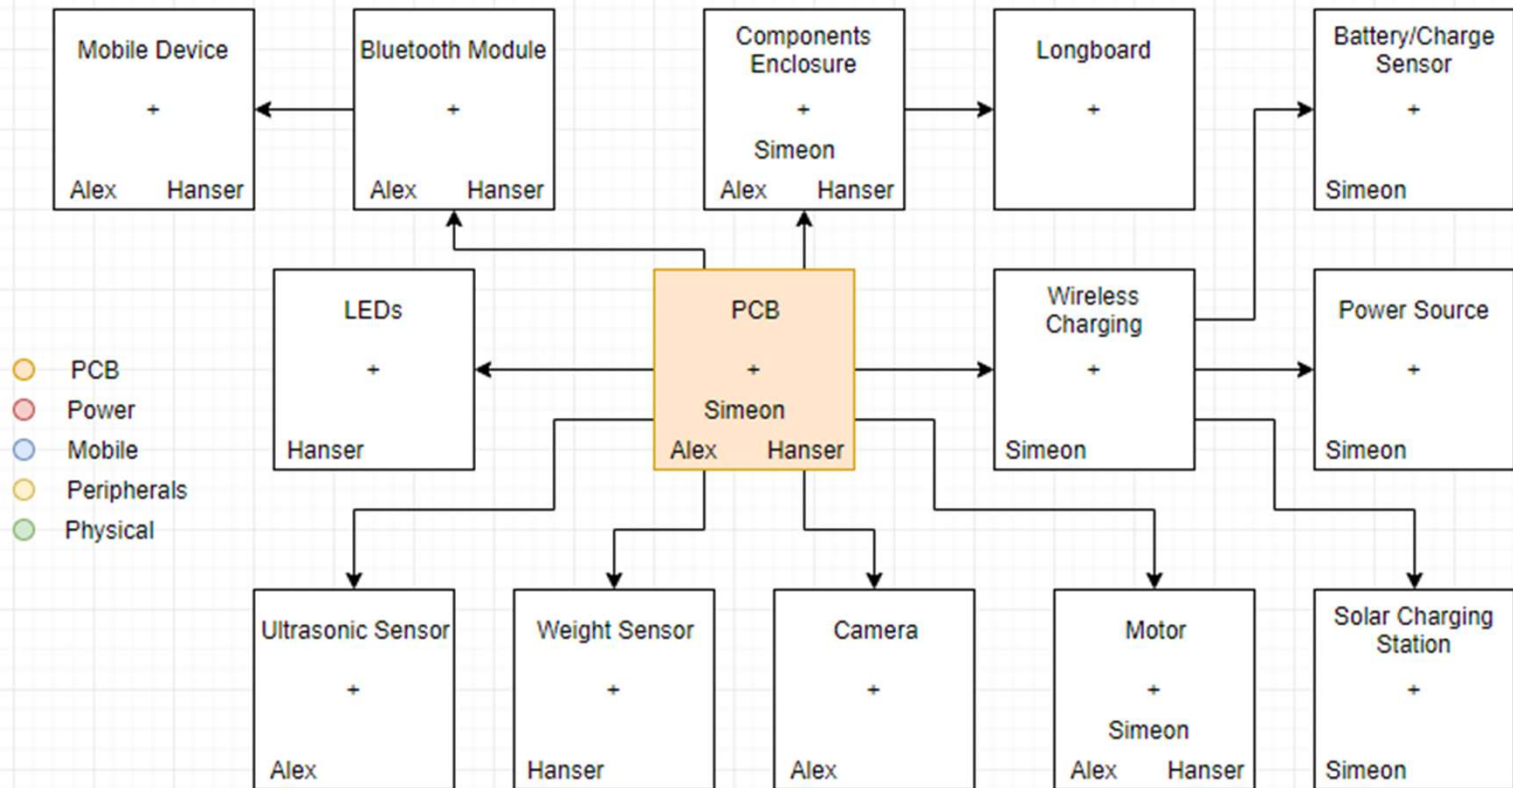 Mobile Device
+
Alex Hanser
Bluetooth Module
+
Alex Hanser
Components
Enclosure
+
Simeon
Alex Hanser
Longboard
+
Battery/Charge
Sensor
+
Simeon
LEDs
+
Hanser
PCB
+
Simeon
Alex Hanser
Wireless
Charging
+
Simeon
Power Source
+
Simeon
PCB
Power
Mobile
Peripherals
Physical
Ultrasonic Sensor
+
Alex
Weight Sensor
+
Hanser
Camera
+
Alex
Motor
+
Simeon
Alex Hanser
Solar Charging
Station
+
Simeon